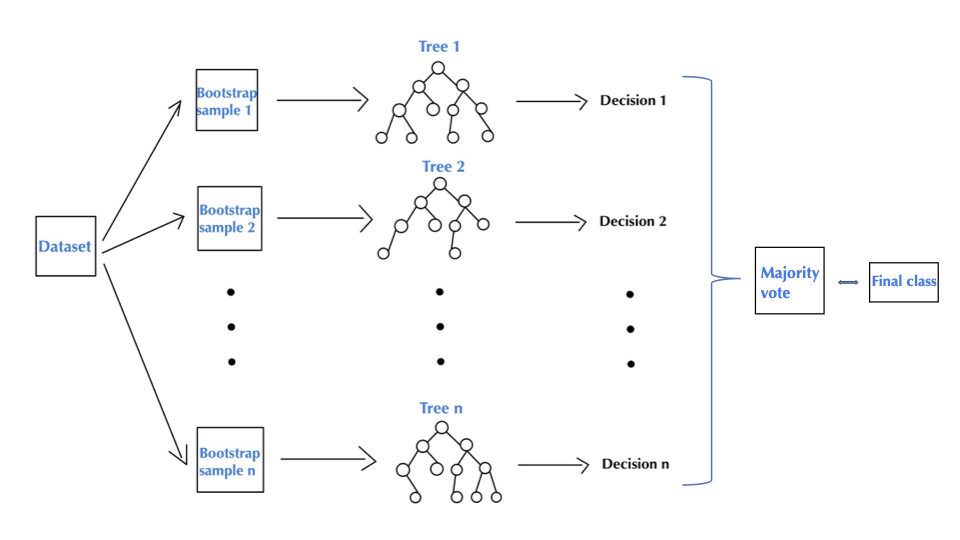 Tree 1
Bootstrap
sample 1
Decision 1
Tree 2
Bootstrap
sample 2
Decision 2
Dataset
Majority
vote
Final class
Tree n
Bootstrap
sample n
Decision n